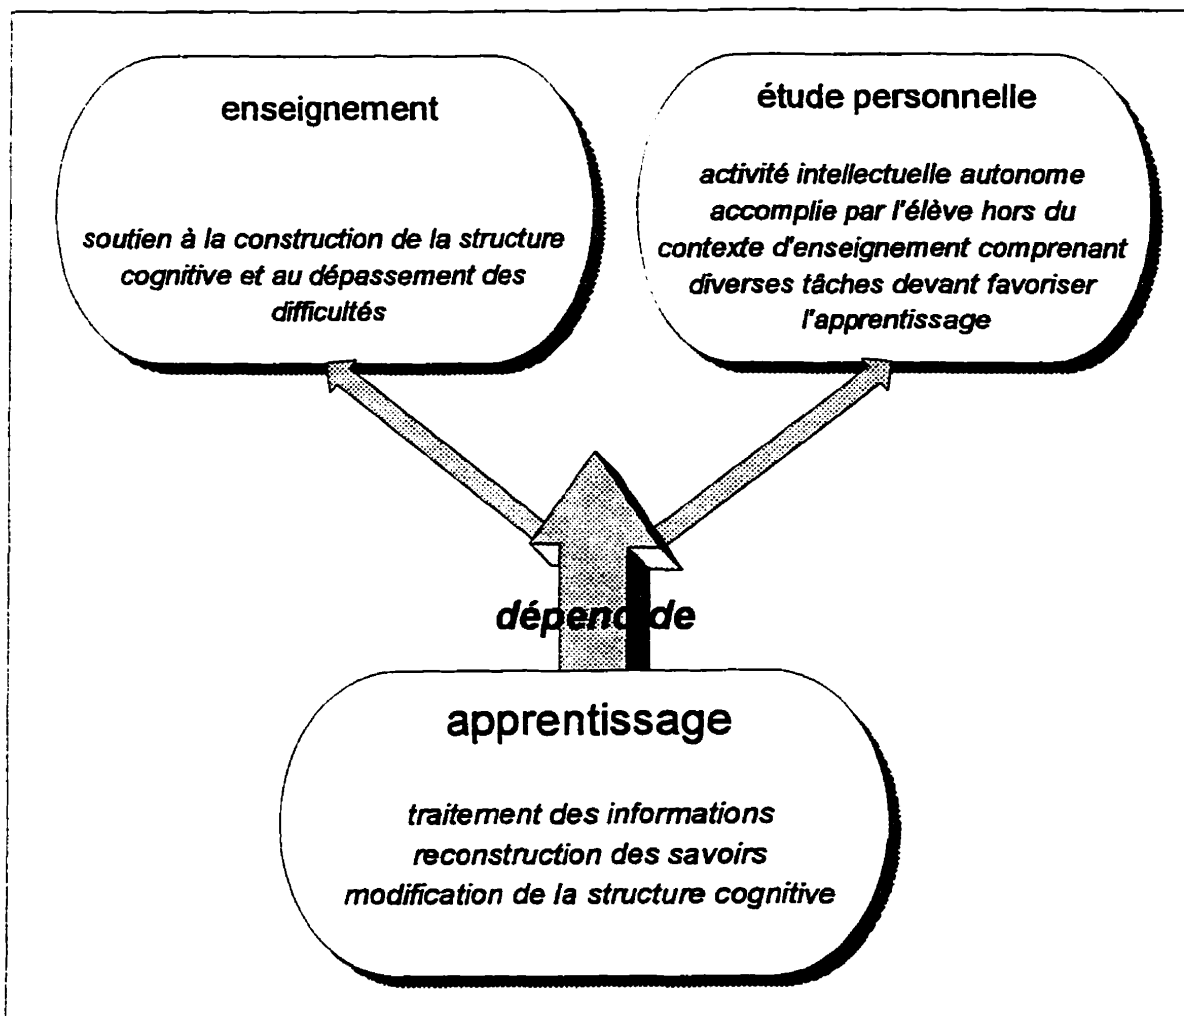 enseignement
soutien à la construction de la structure
cognitive et au dépassement des
difficultés
étude personnelle
activité intellectuelle autonome
accomplie par l'élève hors du
contexte d'enseignement comprenant
diverses tâches devant favoriser
l'apprentissage
dépend de
apprentissage
traitement des informations
reconstruction des savoirs
modification de la structure cognitive